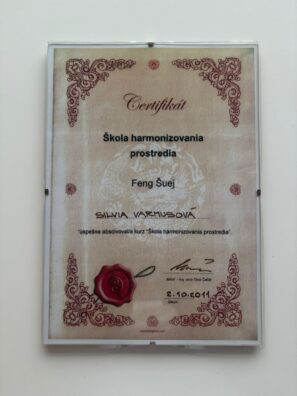 Certifikát
Škola harmonizovania
prostredia
Feng Šuej
SILVIA VARMUSOVÁ
"úspešne absolvoval/a kurz "Škola harmonizovania prostredia".
2.10.2011